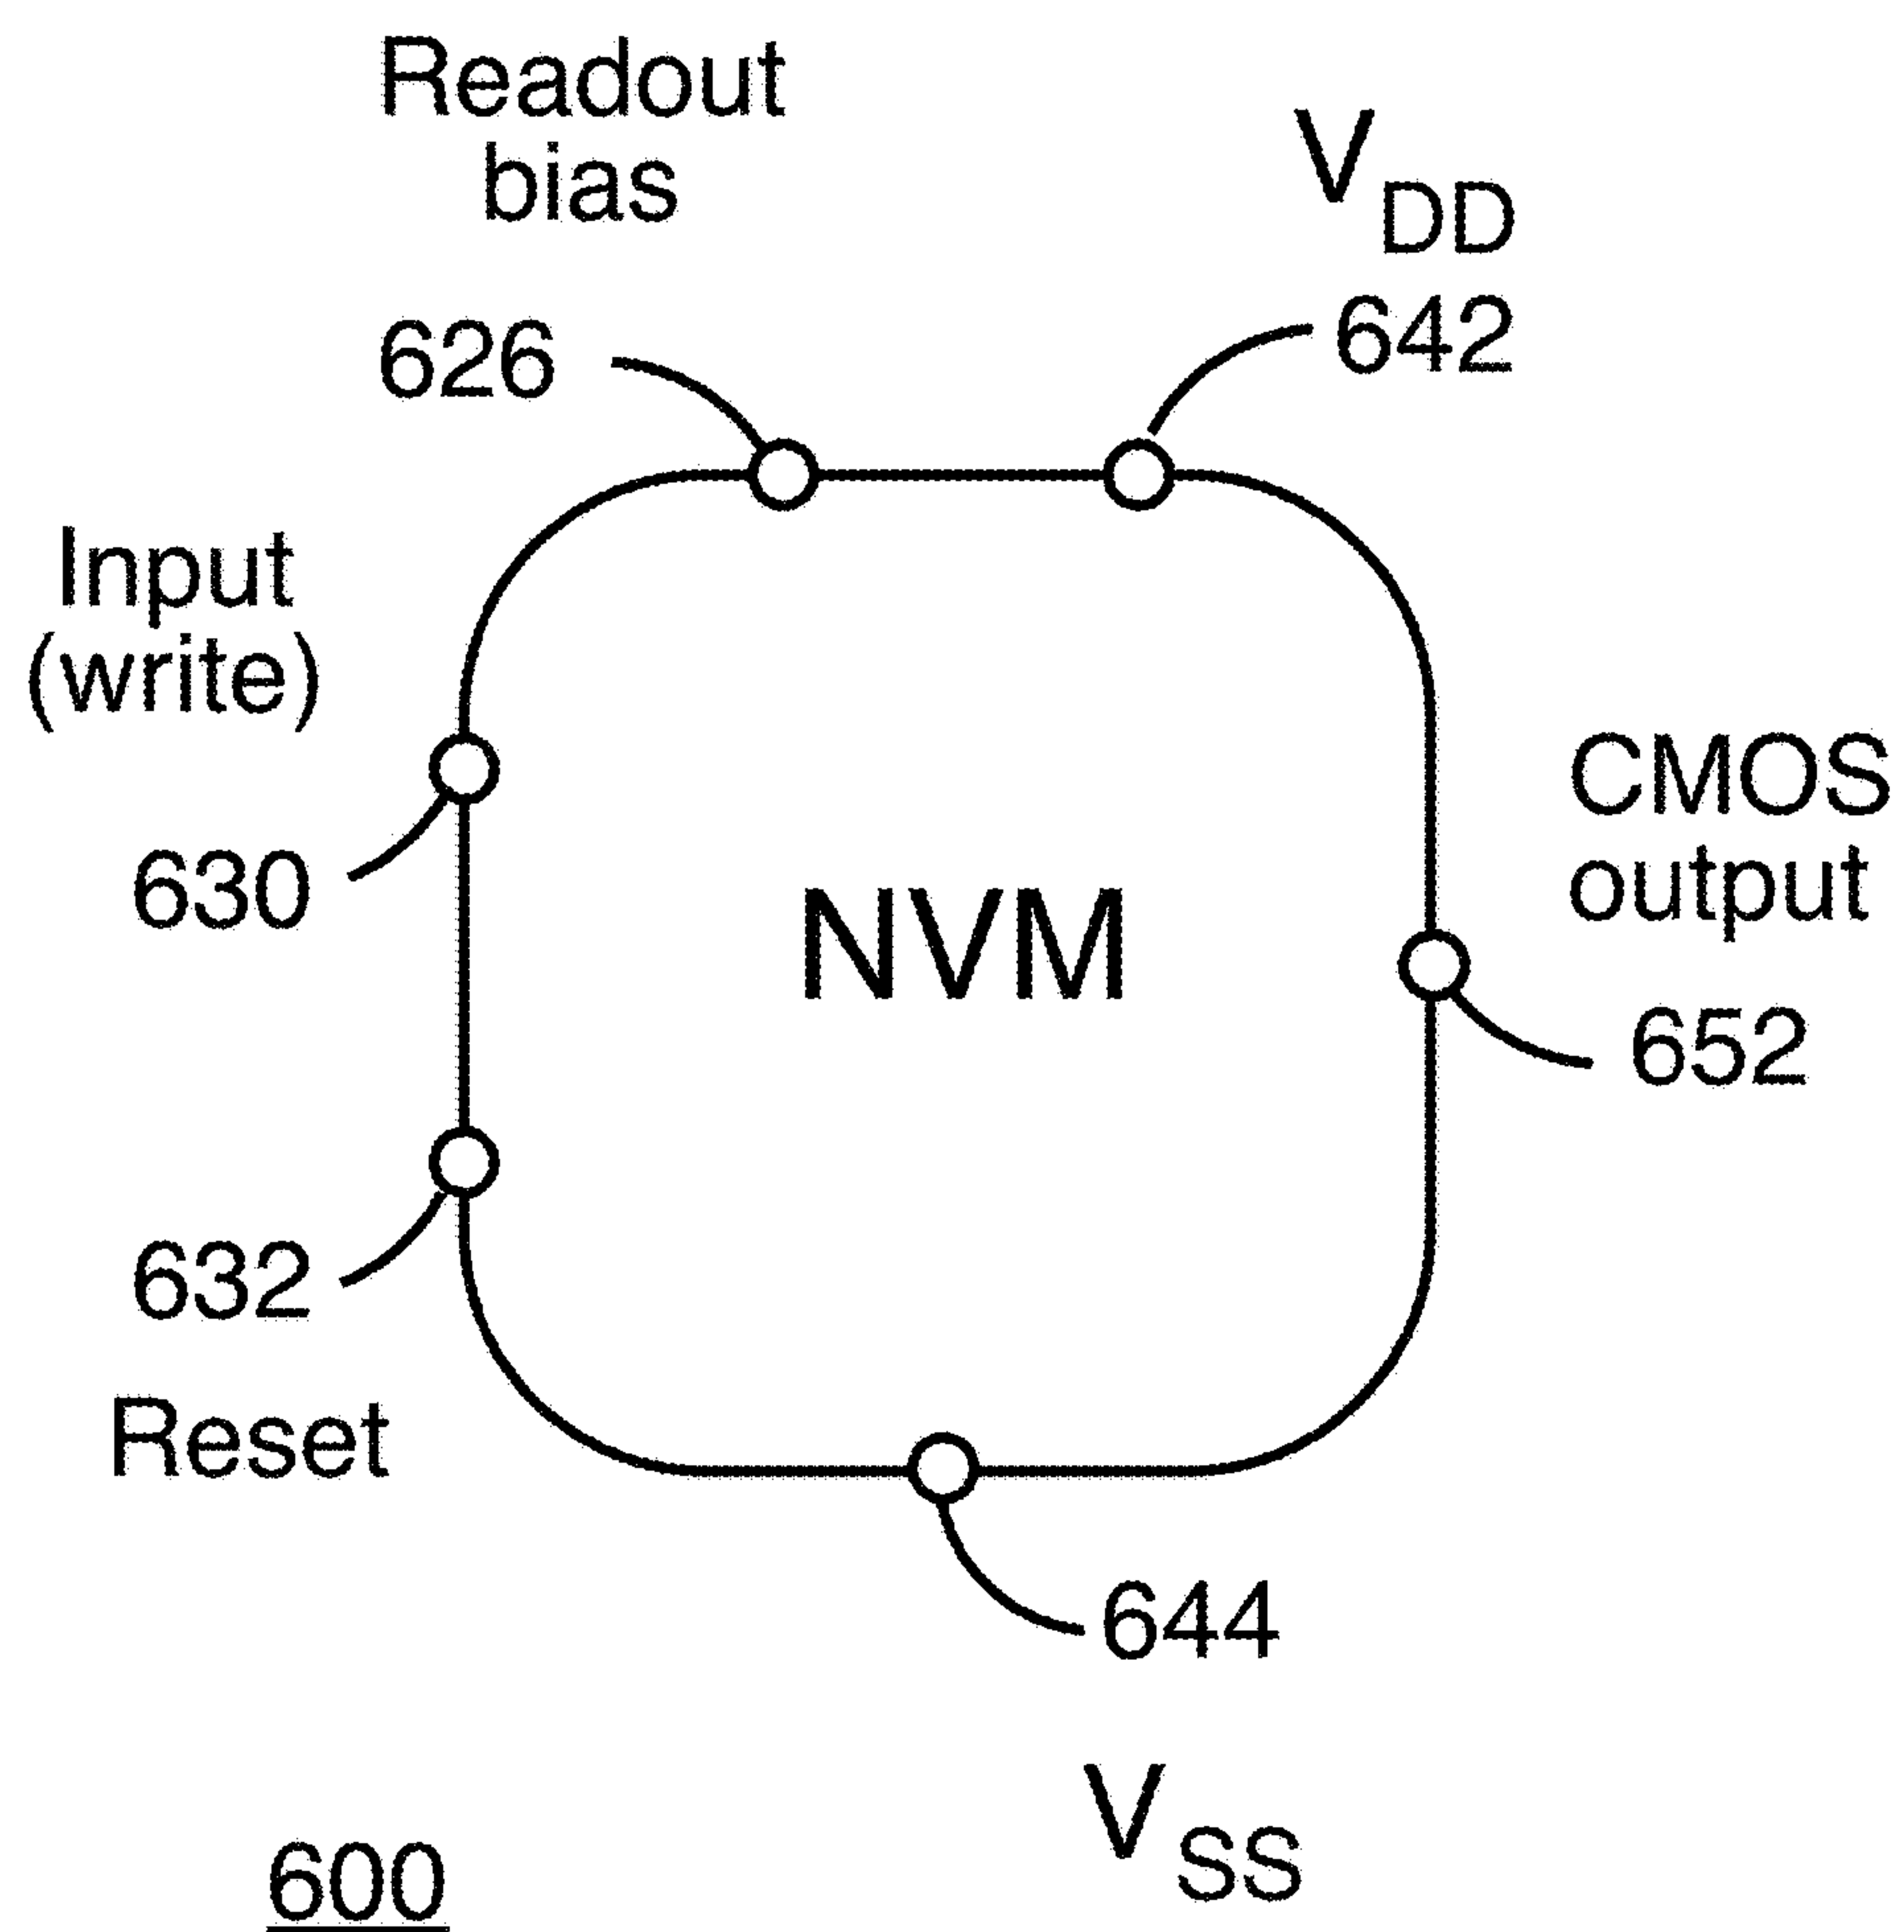 Readout
bias
VDD
626
642
Input
(write)
CMOS
output
630
NVM
652
632
Reset
644
VSS
600